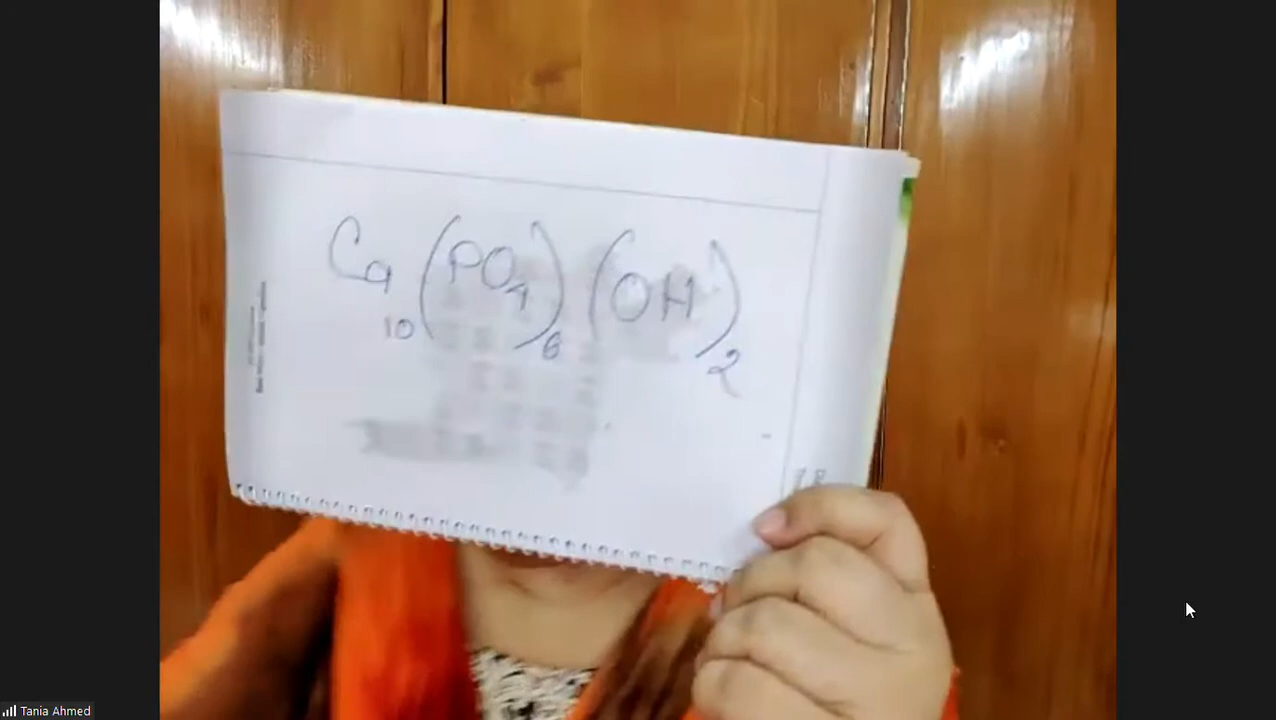 Ca₁₀(PO₄)₆(OH)₂
Tania Ahmed